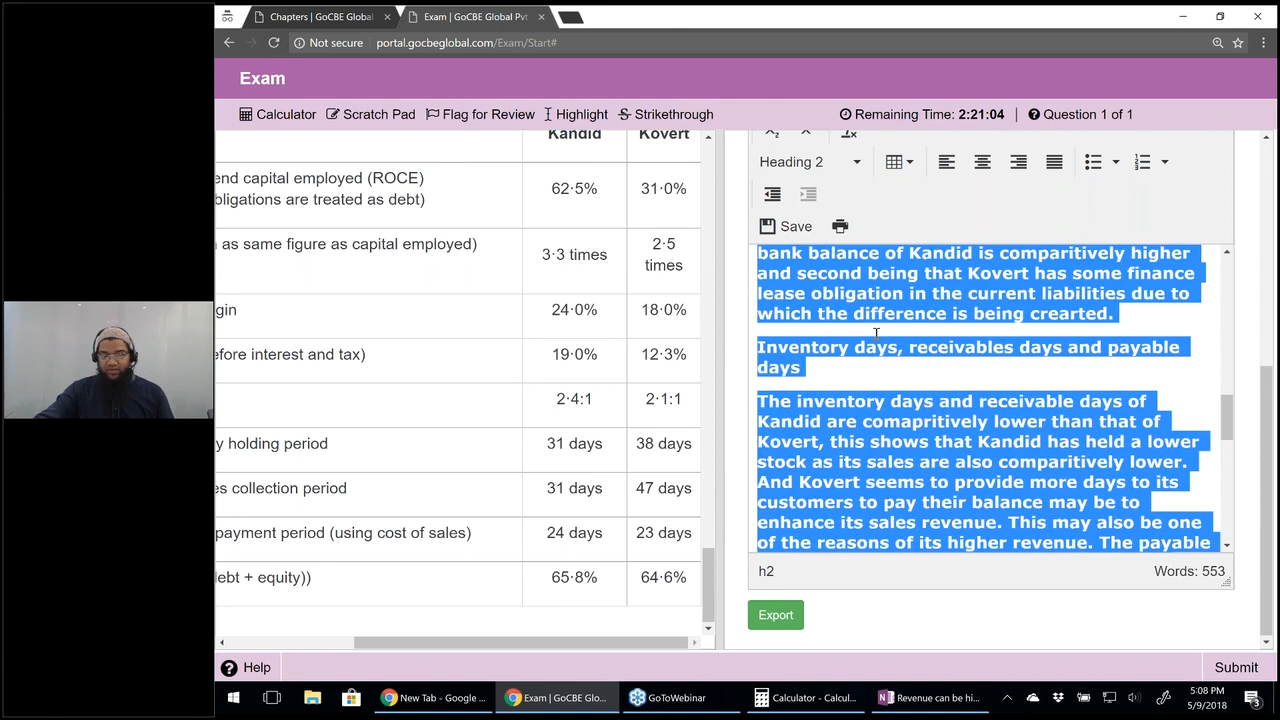 Chapters | GoCBE Global
Exam | GoCBE Global Pvt
Not secure portal.gocbeglobal.com/Exam/Start#
Exam
Calculator Scratch Pad Flag for Review Highlight Strikethrough Remaining Time: 2:21:04 | Question 1 of 1
Kandid Kovert
end capital employed (ROCE)
bligations are treated as debt) 62·5% 31·0%
n as same figure as capital employed) 3·3 times 2·5
times
gin 24·0% 18·0%
efore interest and tax) 19·0% 12·3%
2·4:1 2·1:1
y holding period 31 days 38 days
es collection period 31 days 47 days
payment period (using cost of sales) 24 days 23 days
ebt + equity)) 65·8% 64·6%
Heading 2
Save
bank balance of Kandid is comparitively higher
and second being that Kovert has some finance
lease obligation in the current liabilities due to
which the difference is being crearted.
Inventory days, receivables days and payable
days
The inventory days and receivable days of
Kandid are comapritively lower than that of
Kovert, this shows that Kandid has held a lower
stock as its sales are also comparitively lower.
And Kovert seems to provide more days to its
customers to pay their balance may be to
enhance its sales revenue. This may also be one
of the reasons of its higher revenue. The payable
h2 Words: 553
Export
Help Submit
New Tab - Google ... Exam | GoCBE Glo... GoToWebinar Calculator - Calcul... Revenue can be hi...
5:08 PM
5/9/2018
3